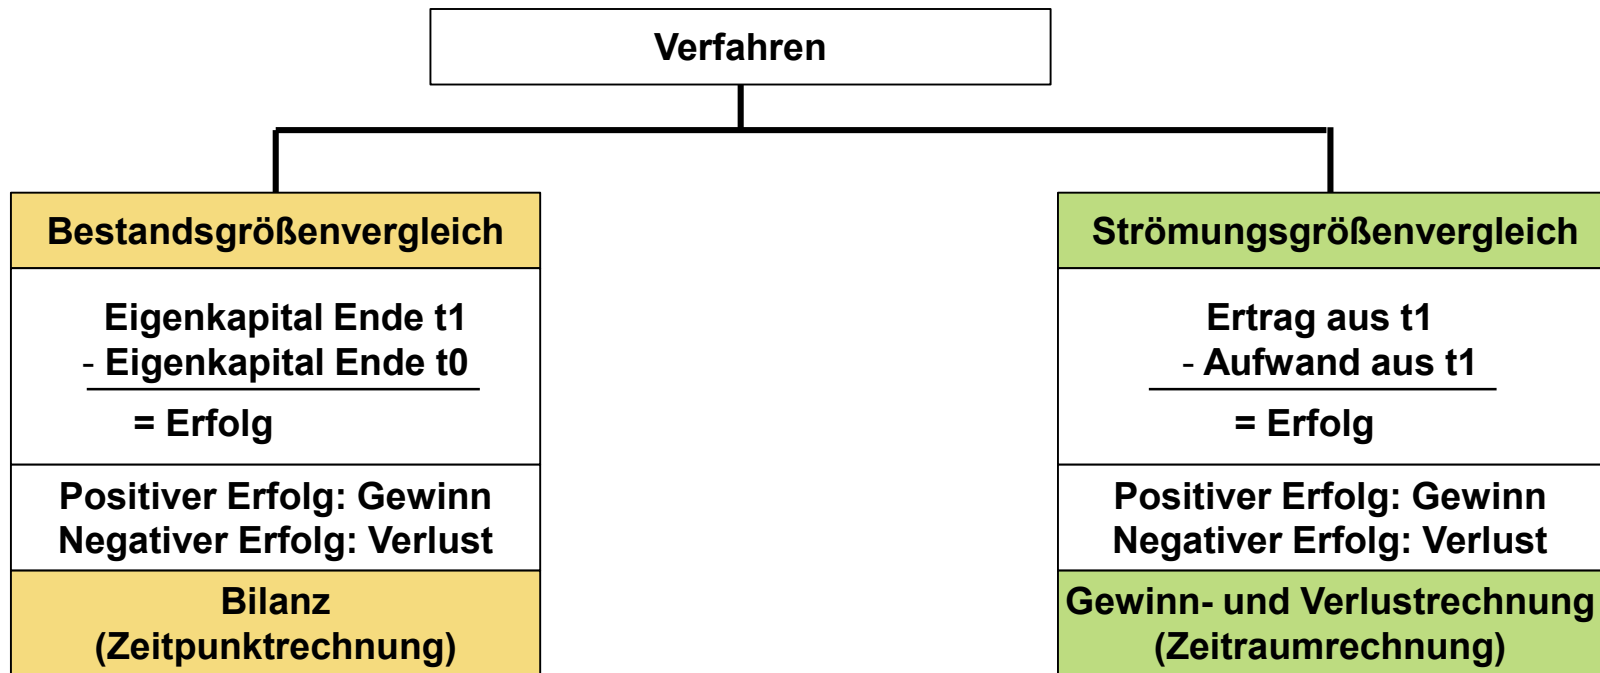 Verfahren
Bestandsgrößenvergleich
Eigenkapital Ende t1
- Eigenkapital Ende t0
= Erfolg
Positiver Erfolg: Gewinn
Negativer Erfolg: Verlust
Bilanz
(Zeitpunktrechnung)
Strömungsgrößenvergleich
Ertrag aus t1
- Aufwand aus t1
= Erfolg
Positiver Erfolg: Gewinn
Negativer Erfolg: Verlust
Gewinn- und Verlustrechnung
(Zeitraumrechnung)